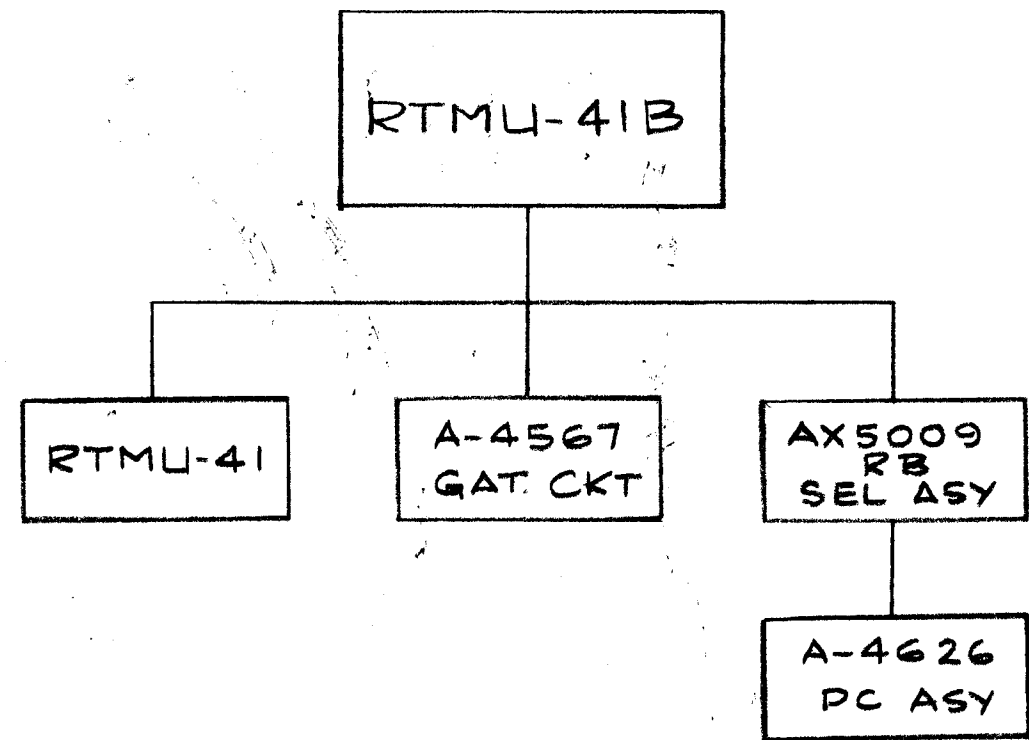 RTMU-41B
RTMU-41
A-4567
GAT. CKT
AX5009
RB
SEL ASY
A-4626
PC ASY